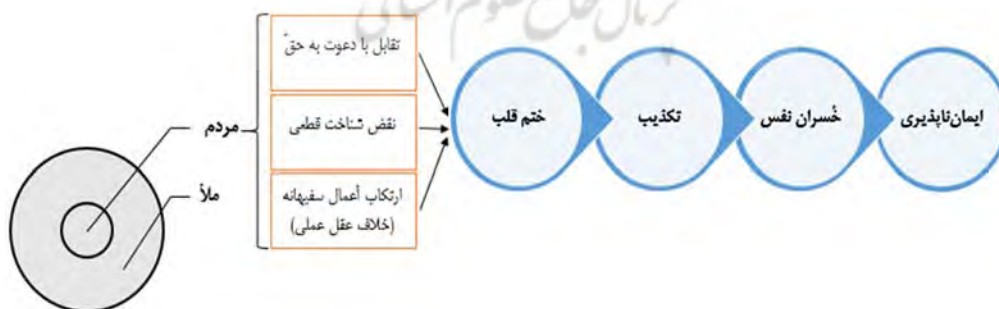 تقابل با دعوت به حقّ
نقض شناخت قطعی
ارتکاب أعمال سفیهانه
(خلاف عقل عملی)
مردم
ملأ
ختم قلب
تکذیب
خُسران نفس
ایمان‌ناپذیری